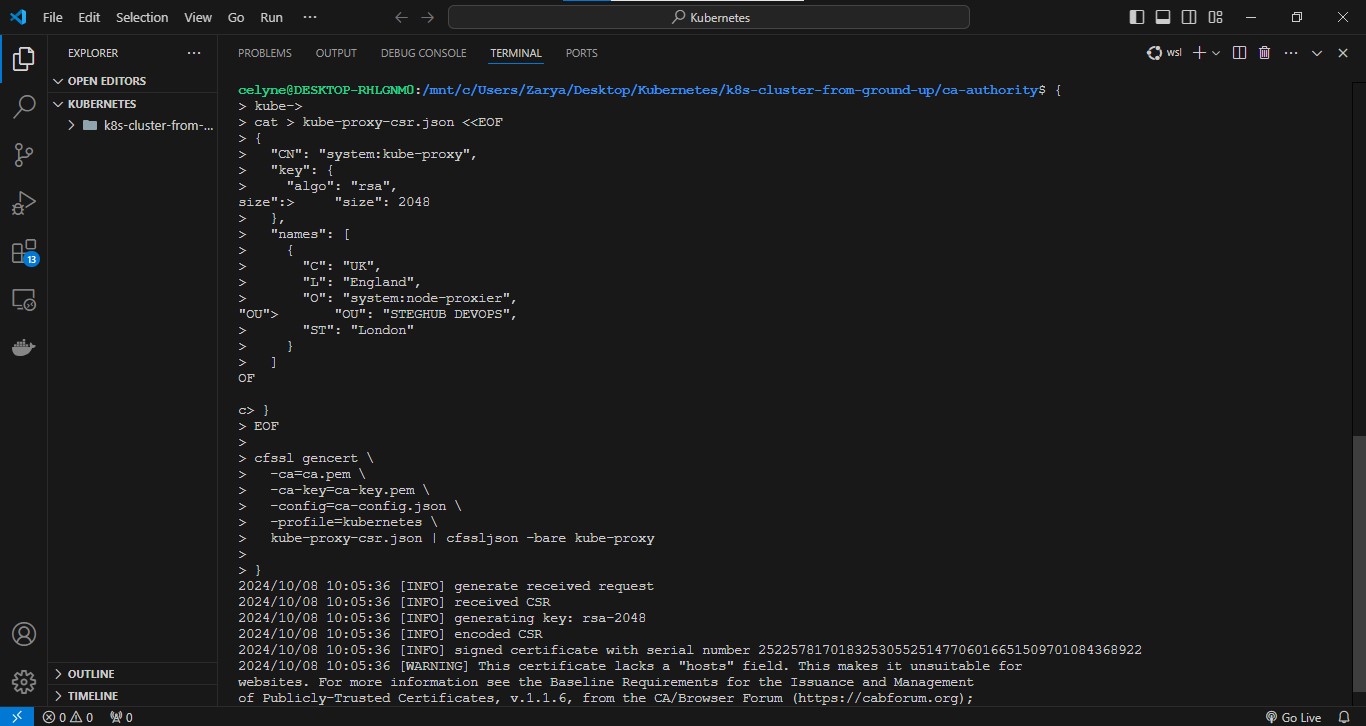 File Edit Selection View Go Run ··· Kubernetes
EXPLORER ···
OPEN EDITORS
KUBERNETES
k8s-cluster-from-...
13
OUTLINE
TIMELINE
PROBLEMS OUTPUT DEBUG CONSOLE TERMINAL PORTS wsl
celyne@DESKTOP-RHLGNM0:/mnt/c/Users/Zarya/Desktop/Kubernetes/k8s-cluster-from-ground-up/ca-authority$ {
> kube->
> cat > kube-proxy-csr.json <<EOF
> {
>   "CN": "system:kube-proxy",
>   "key": {
>     "algo": "rsa",
size":>     "size": 2048
>   },
>   "names": [
>     {
>       "C": "UK",
>       "L": "England",
>       "O": "system:node-proxier",
"OU">       "OU": "STEGHUB DEVOPS",
>       "ST": "London"
>     }
>   ]
OF
c> }
> EOF
>
> cfssl gencert \
>   -ca=ca.pem \
>   -ca-key=ca-key.pem \
>   -config=ca-config.json \
>   -profile=kubernetes \
>   kube-proxy-csr.json | cfssljson -bare kube-proxy
>
> }
2024/10/08 10:05:36 [INFO] generate received request
2024/10/08 10:05:36 [INFO] received CSR
2024/10/08 10:05:36 [INFO] generating key: rsa-2048
2024/10/08 10:05:36 [INFO] encoded CSR
2024/10/08 10:05:36 [INFO] signed certificate with serial number 252257817018325305525147706016651509701084368922
2024/10/08 10:05:36 [WARNING] This certificate lacks a "hosts" field. This makes it unsuitable for
websites. For more information see the Baseline Requirements for the Issuance and Management
of Publicly-Trusted Certificates, v.1.1.6, from the CA/Browser Forum (https://cabforum.org);
0 0 0 Go Live